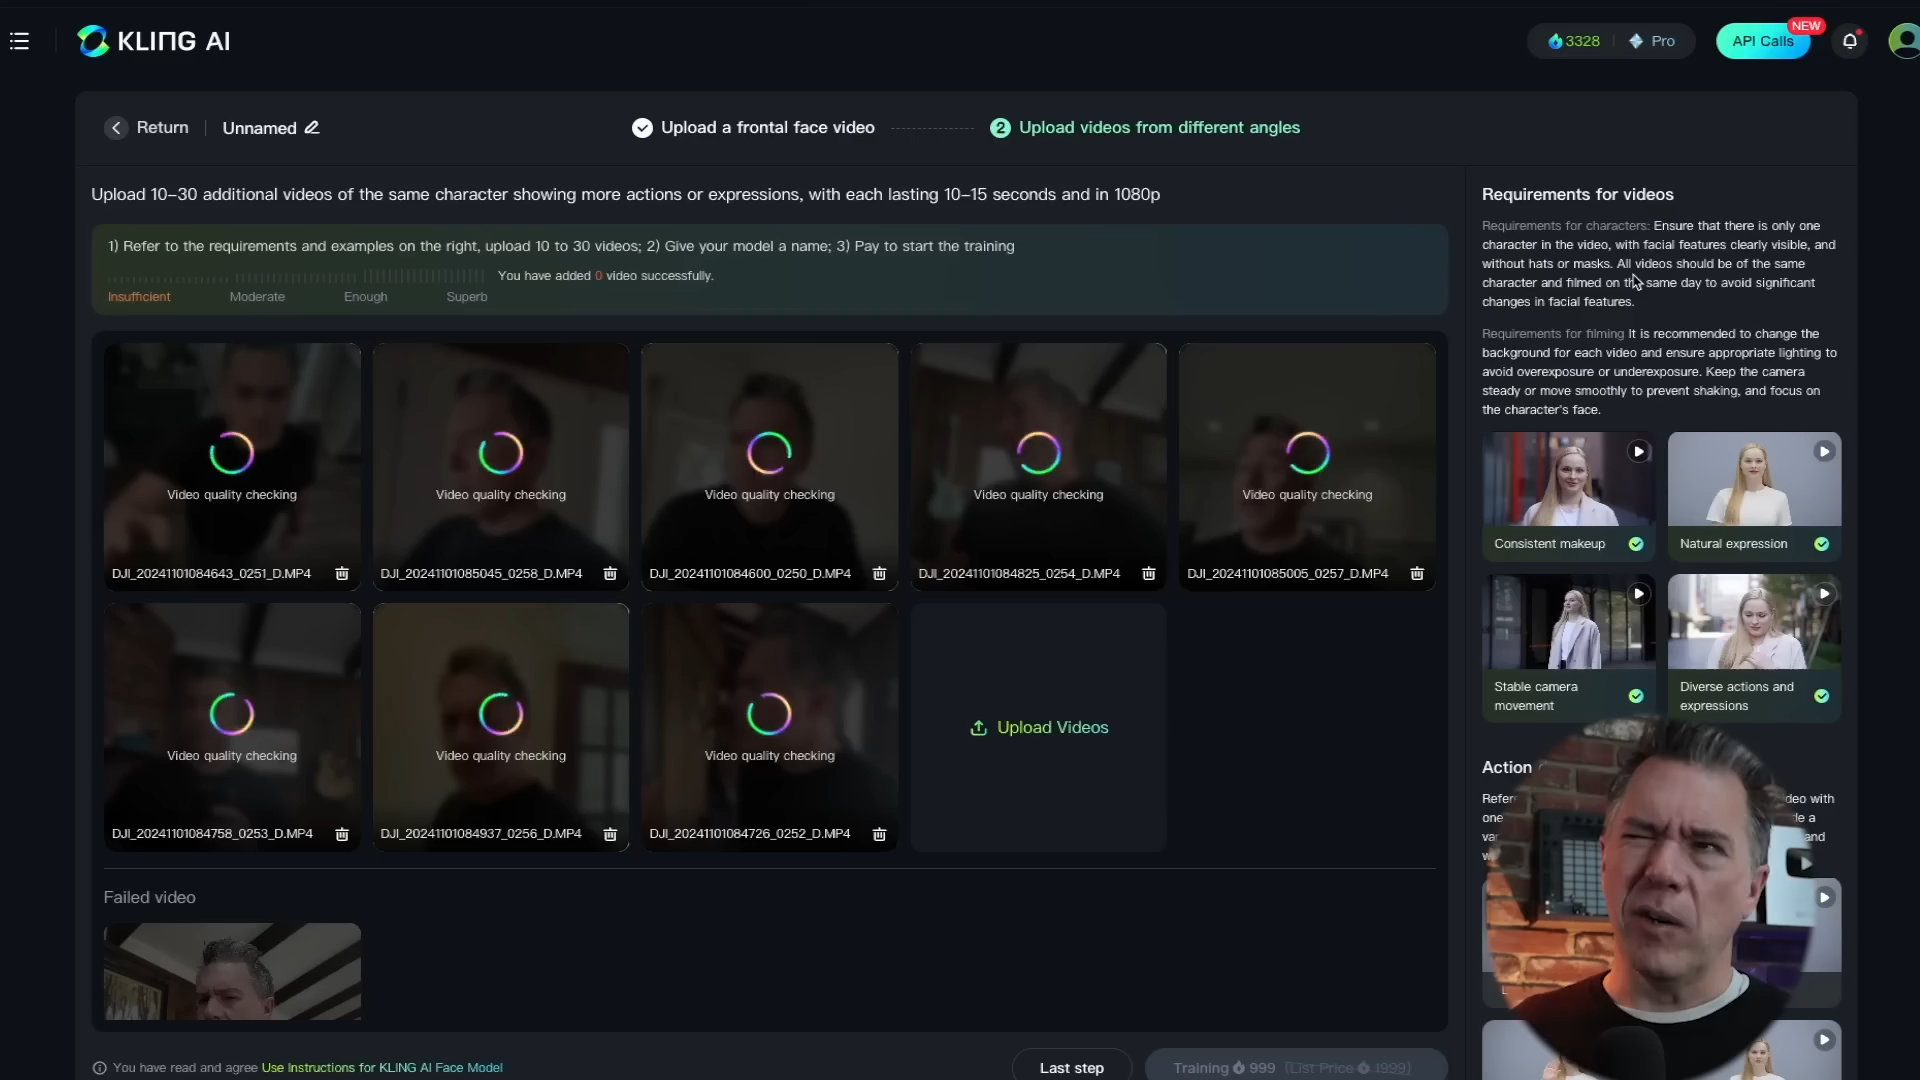 KLING AI
3328
Pro
API Calls
NEW
Return
Unnamed
Upload a frontal face video
2
Upload videos from different angles
Upload 10–30 additional videos of the same character showing more actions or expressions, with each lasting 10–15 seconds and in 1080p
1) Refer to the requirements and examples on the right, upload 10 to 30 videos; 2) Give your model a name; 3) Pay to start the training
You have added 0 video successfully.
Insufficient
Moderate
Enough
Superb
Video quality checking
DJI_20241101084643_0251_D.MP4
Video quality checking
DJI_20241101085045_0258_D.MP4
Video quality checking
DJI_20241101084600_0250_D.MP4
Video quality checking
DJI_20241101084825_0254_D.MP4
Video quality checking
DJI_20241101085005_0257_D.MP4
Video quality checking
DJI_20241101084758_0253_D.MP4
Video quality checking
DJI_20241101084937_0256_D.MP4
Video quality checking
DJI_20241101084726_0252_D.MP4
Upload Videos
Failed video
You have read and agree Use Instructions for KLING AI Face Model
Last step
Training 999 (List Price 1999)
Requirements for videos
Requirements for characters: Ensure that there is only one
character in the video, with facial features clearly visible, and
without hats or masks. All videos should be of the same
character and filmed on the same day to avoid significant
changes in facial features.
Requirements for filming It is recommended to change the
background for each video and ensure appropriate lighting to
avoid overexposure or underexposure. Keep the camera
steady or move smoothly to prevent shaking, and focus on
the character's face.
Consistent makeup
Natural expression
Stable camera
movement
Diverse actions and
expressions
Action
with
one
a
and